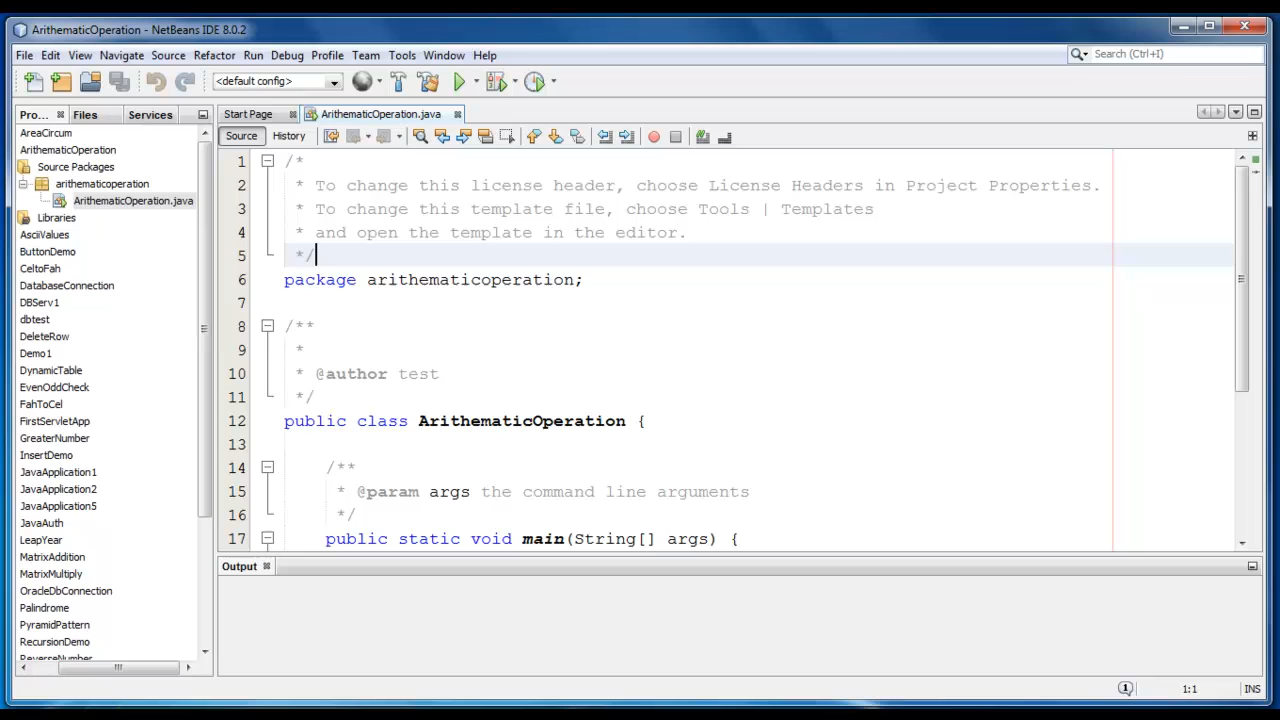 ArithematicOperation - NetBeans IDE 8.0.2
File Edit View Navigate Source Refactor Run Debug Profile Team Tools Window Help
Search (Ctrl+I)
<default config>
Pro... Files Services
Start Page ArithematicOperation.java
Source History
AreaCircum
ArithematicOperation
Source Packages
arithematicoperation
ArithematicOperation.java
Libraries
AsciiValues
ButtonDemo
CeltoFah
DatabaseConnection
DBServ1
dbtest
DeleteRow
Demo1
DynamicTable
EvenOddCheck
FahToCel
FirstServletApp
GreaterNumber
InsertDemo
JavaApplication1
JavaApplication2
JavaApplication5
JavaAuth
LeapYear
MatrixAddition
MatrixMultiply
OracleDbConnection
Palindrome
PyramidPattern
RecursionDemo
ReverseNumber
1 /*
2 * To change this license header, choose License Headers in Project Properties.
3 * To change this template file, choose Tools | Templates
4 * and open the template in the editor.
5 */
6 package arithematicoperation;
7
8 /**
9 *
10 * @author test
11 */
12 public class ArithematicOperation {
13
14 /**
15 * @param args the command line arguments
16 */
17 public static void main(String[] args) {
Output
1:1 INS